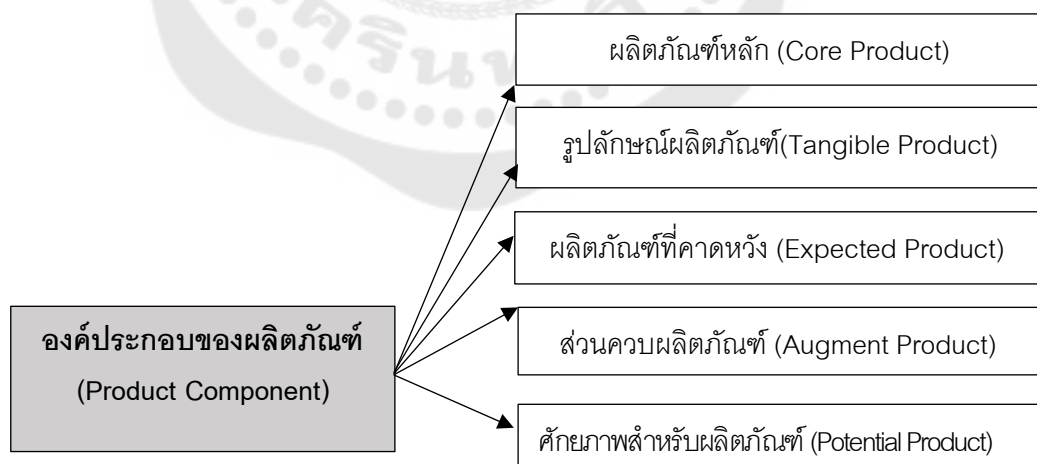 ผลิตภัณฑ์หลัก (Core Product)
รูปลักษณ์ผลิตภัณฑ์(Tangible Product)
ผลิตภัณฑ์ที่คาดหวัง (Expected Product)
องค์ประกอบของผลิตภัณฑ์
(Product Component)
ส่วนควบผลิตภัณฑ์ (Augment Product)
ศักยภาพสำหรับผลิตภัณฑ์ (Potential Product)